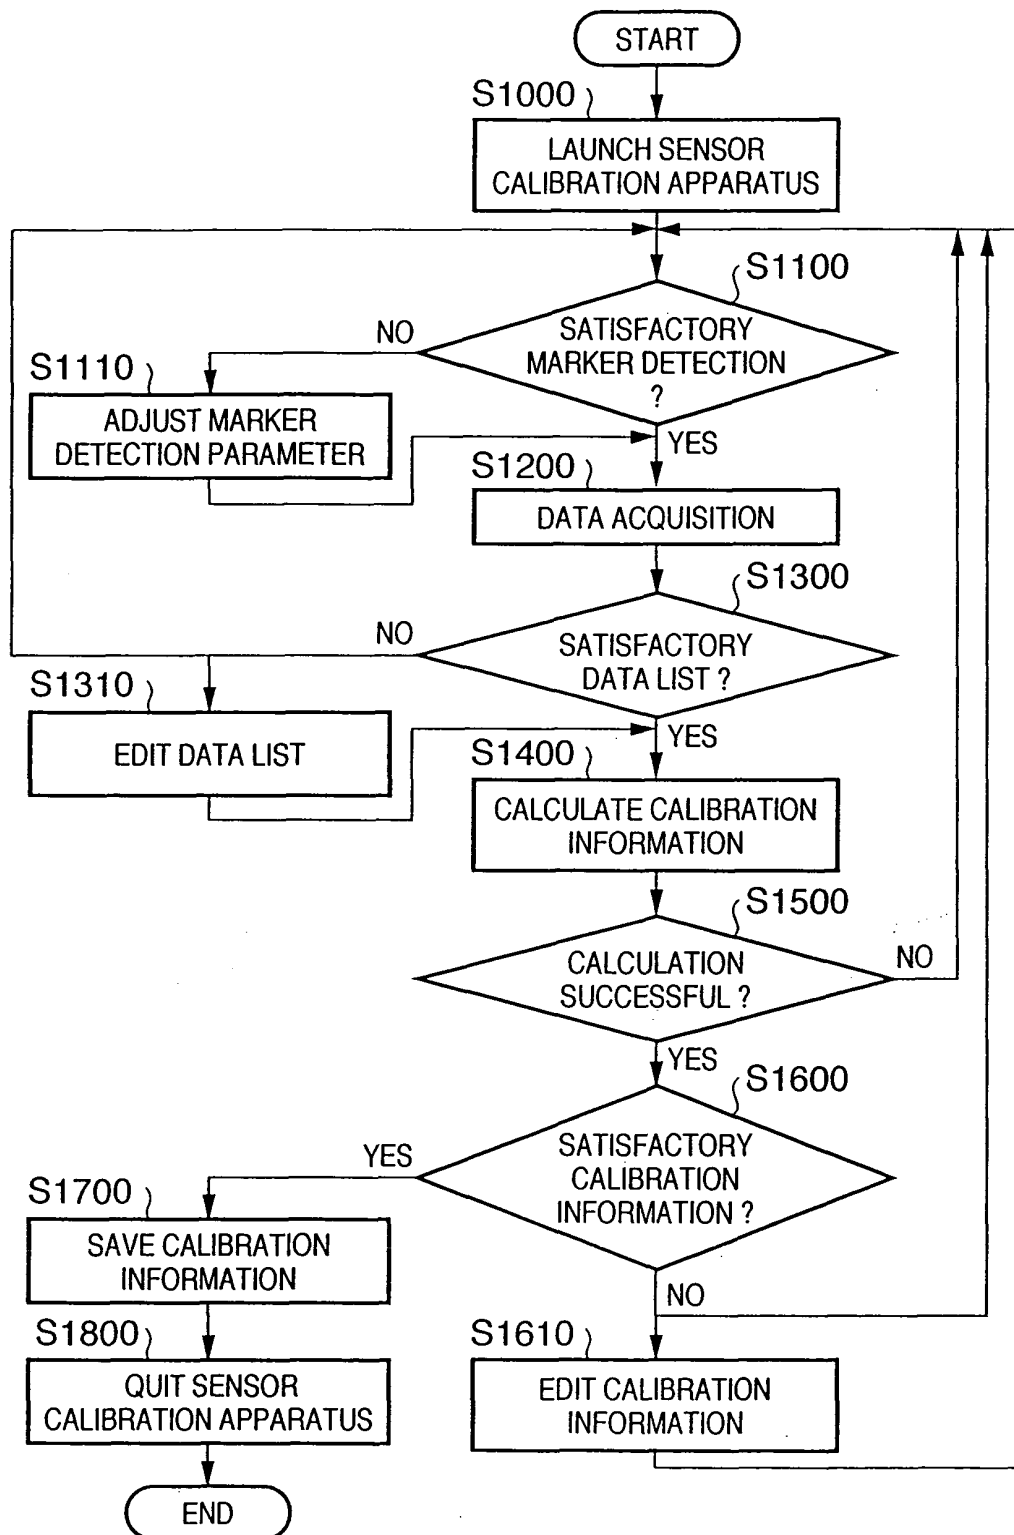 START
S1000
LAUNCH SENSOR
CALIBRATION APPARATUS
S1100
SATISFACTORY
MARKER DETECTION
?
NO
S1110
ADJUST MARKER
DETECTION PARAMETER
YES
S1200
DATA ACQUISITION
S1300
SATISFACTORY
DATA LIST ?
NO
S1310
EDIT DATA LIST
YES
S1400
CALCULATE CALIBRATION
INFORMATION
S1500
CALCULATION
SUCCESSFUL ?
NO
YES
S1600
SATISFACTORY
CALIBRATION
INFORMATION ?
YES
S1700
SAVE CALIBRATION
INFORMATION
NO
S1800
QUIT SENSOR
CALIBRATION APPARATUS
S1610
EDIT CALIBRATION
INFORMATION
END